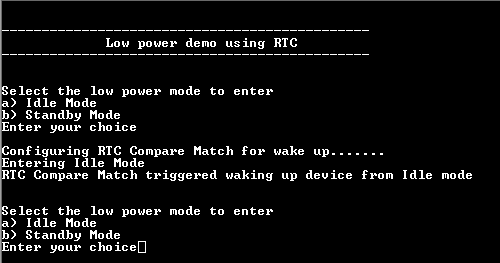 ----------------------------------------------
Low power demo using RTC
----------------------------------------------
Select the low power mode to enter
a) Idle Mode
b) Standby Mode
Enter your choice
Configuring RTC Compare Match for wake up.......
Entering Idle Mode
RTC Compare Match triggered waking up device from Idle mode
Select the low power mode to enter
a) Idle Mode
b) Standby Mode
Enter your choice